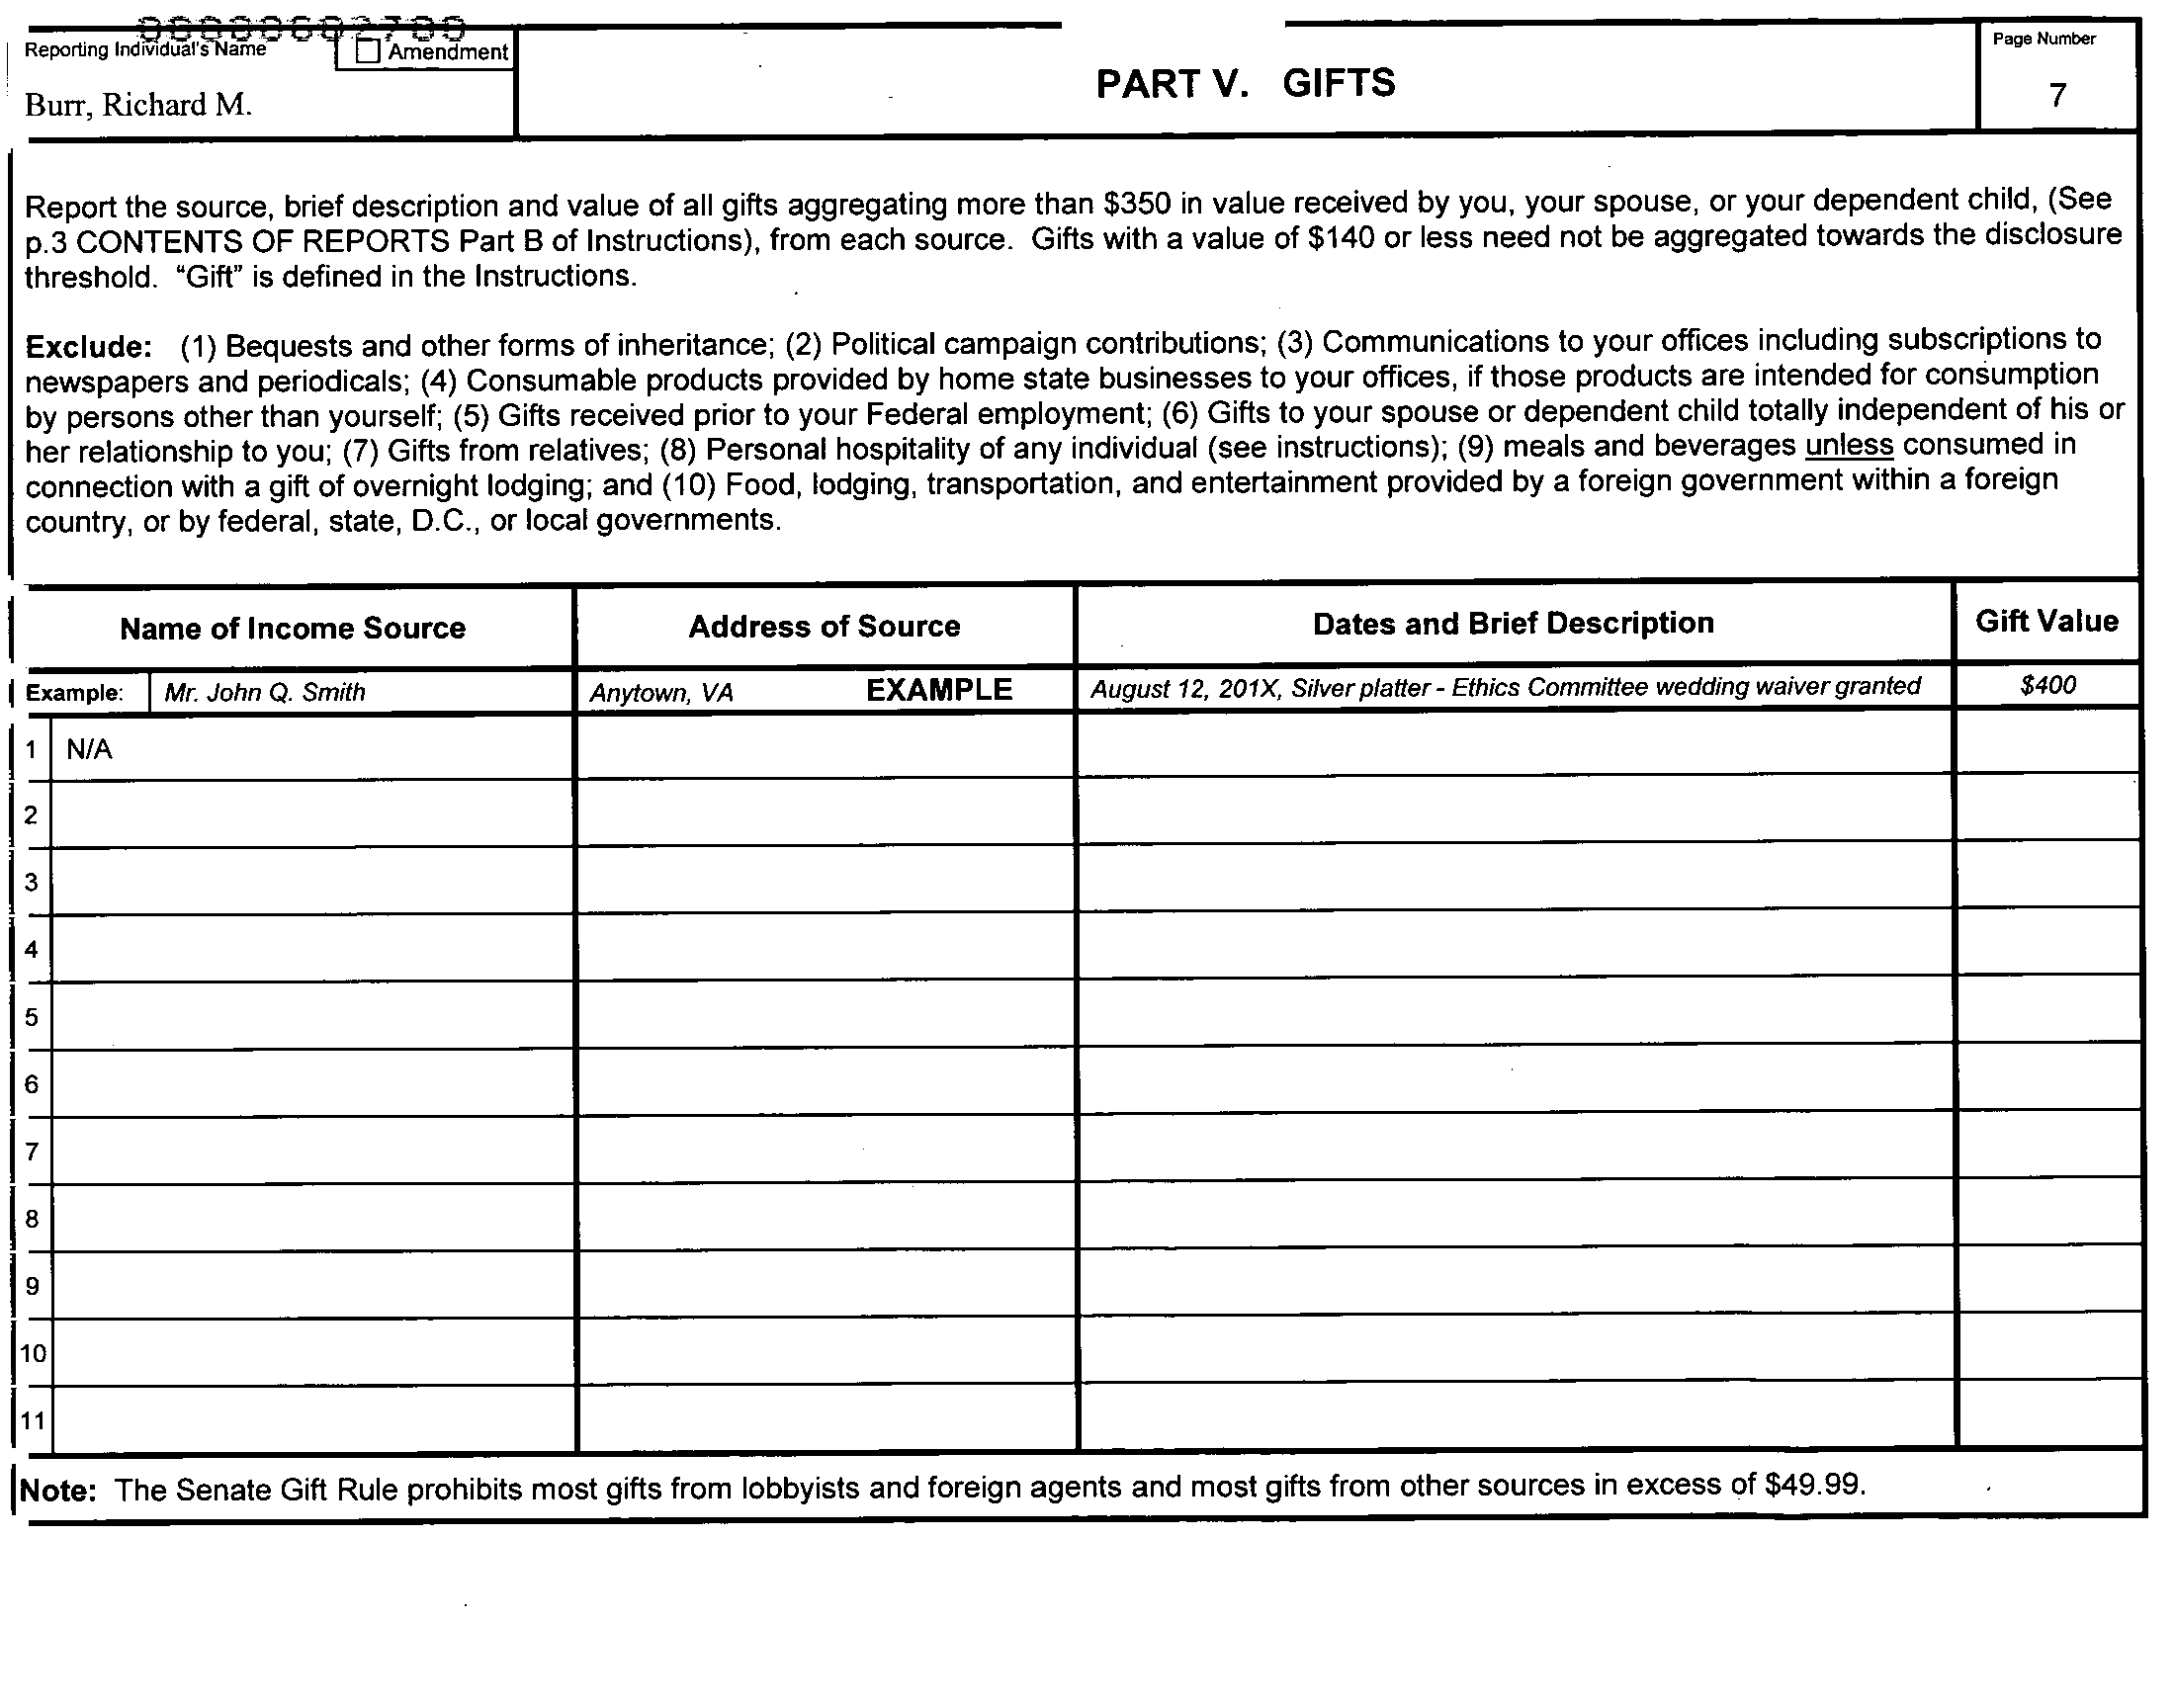 Reporting Individual's Name
Amendment
Burr, Richard M.
PART V. GIFTS
Page Number
7
Report the source, brief description and value of all gifts aggregating more than $350 in value received by you, your spouse, or your dependent child, (See
p.3 CONTENTS OF REPORTS Part B of Instructions), from each source. Gifts with a value of $140 or less need not be aggregated towards the disclosure
threshold. "Gift" is defined in the Instructions.
Exclude: (1) Bequests and other forms of inheritance; (2) Political campaign contributions; (3) Communications to your offices including subscriptions to
newspapers and periodicals; (4) Consumable products provided by home state businesses to your offices, if those products are intended for consumption
by persons other than yourself; (5) Gifts received prior to your Federal employment; (6) Gifts to your spouse or dependent child totally independent of his or
her relationship to you; (7) Gifts from relatives; (8) Personal hospitality of any individual (see instructions); (9) meals and beverages unless consumed in
connection with a gift of overnight lodging; and (10) Food, lodging, transportation, and entertainment provided by a foreign government within a foreign
country, or by federal, state, D.C., or local governments.
Name of Income Source Address of Source Dates and Brief Description Gift Value
Example: Mr. John Q. Smith Anytown, VA EXAMPLE August 12, 201X, Silver platter - Ethics Committee wedding waiver granted $400
1 N/A
2
3
4
5
6
7
8
9
10
11
Note: The Senate Gift Rule prohibits most gifts from lobbyists and foreign agents and most gifts from other sources in excess of $49.99.